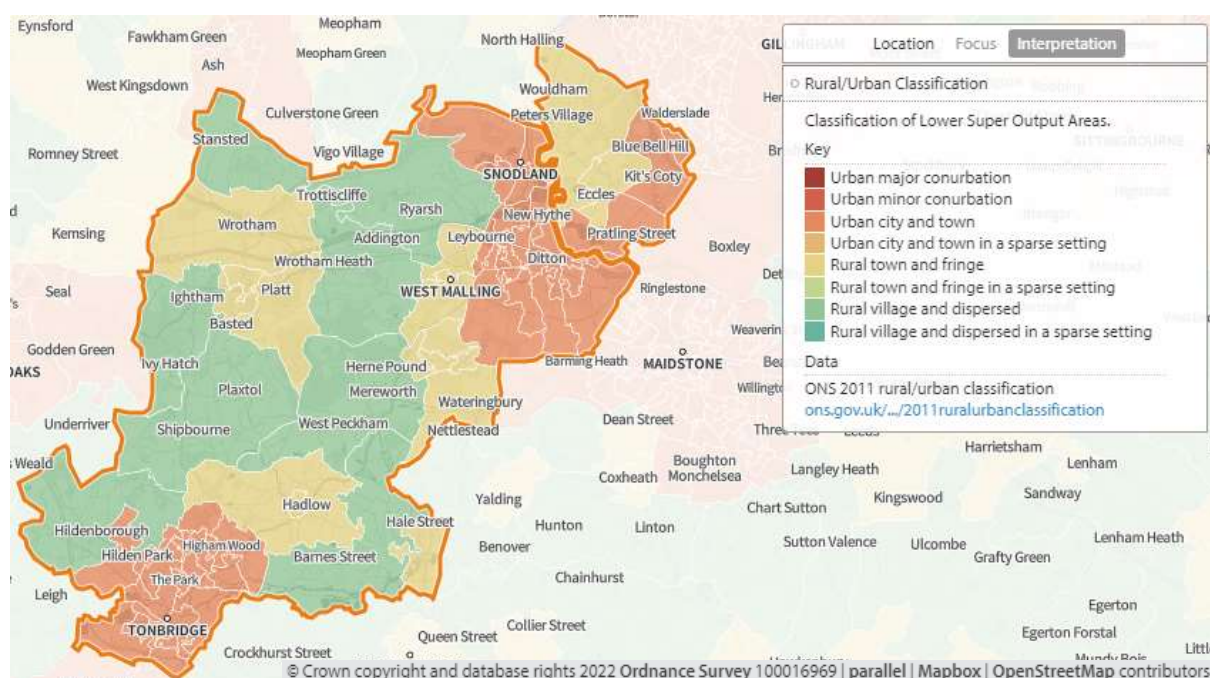 Eynsford
Fawkham Green
Meopham
North Halling
Ash
Meopham Green
West Kingsdown
Culverstone Green
Wouldham
Peters Village
Walderslade
Stansted
Romney Street
Vigo Village
Blue Bell Hill
SNODLAND
Kit's Coty
Trottiscliffe
Eccles
Ryarsh
New Hythe
Wrotham
Kemsing
Addington
Leybourne
Pratling Street
Boxley
Ditton
Wrotham Heath
Seal
Ightham
Platt
WEST MALLING
Ringlestone
Basted
Weavering
Godden Green
Ivy Hatch
Herne Pound
Barming Heath
MAIDSTONE
OAKS
Plaxtol
Mereworth
Wateringbury
Willington
Underriver
Shipbourne
West Peckham
Nettlestead
Dean Street
Leeds
Harrietsham
s Weald
Boughton
Monchelsea
Langley Heath
Lenham
Coxheath
Yalding
Kingswood
Sandway
Hadlow
Chart Sutton
Hildenborough
Hale Street
Hunton
Linton
Hilden Park
Higham Wood
Barnes Street
Benover
Sutton Valence
Ulcombe
Lenham Heath
Grafty Green
The Park
Leigh
Chainhurst
Egerton
TONBRIDGE
Queen Street
Collier Street
Egerton Forstal
Crockhurst Street
Mundy Bois
GILLINGHAM
Location Focus Interpretation
Rural/Urban Classification
Classification of Lower Super Output Areas.
Key
Urban major conurbation
Urban minor conurbation
Urban city and town
Urban city and town in a sparse setting
Rural town and fringe
Rural town and fringe in a sparse setting
Rural village and dispersed
Rural village and dispersed in a sparse setting
Data
ONS 2011 rural/urban classification
ons.gov.uk/.../2011ruralurbanclassification
© Crown copyright and database rights 2022 Ordnance Survey 100016969 | parallel | Mapbox | OpenStreetMap contributors